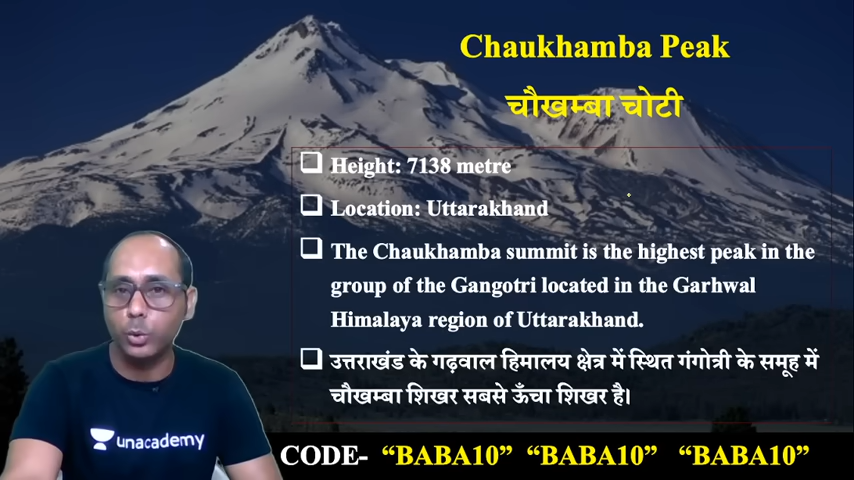 Chaukhamba Peak
चौखम्बा चोटी
Height: 7138 metre
Location: Uttarakhand
The Chaukhamba summit is the highest peak in the
group of the Gangotri located in the Garhwal
Himalaya region of Uttarakhand.
उत्तराखंड के गढ़वाल हिमालय क्षेत्र में स्थित गंगोत्री के समूह में
चौखम्बा शिखर सबसे ऊँचा शिखर है।
unacademy
CODE- “BABA10” “BABA10” “BABA10”